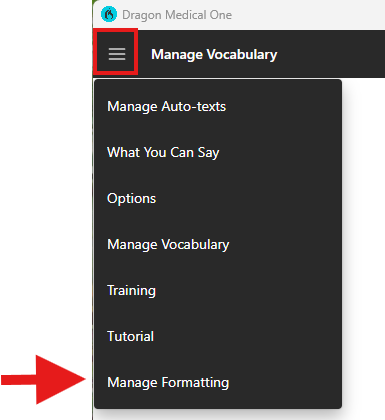 Dragon Medical One
Manage Vocabulary
Manage Auto-texts
What You Can Say
Options
Manage Vocabulary
Training
Tutorial
Manage Formatting